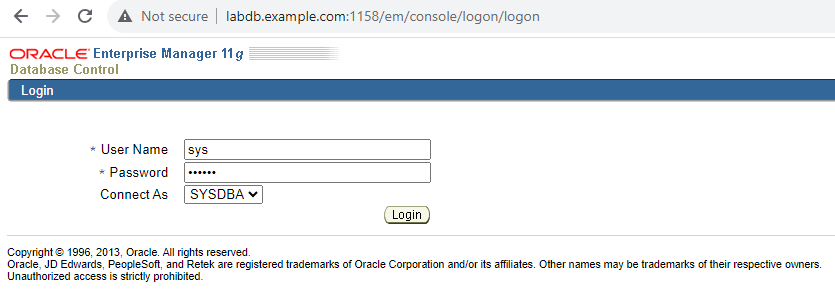 Not secure | labdb.example.com:1158/em/console/logon/logon
ORACLE Enterprise Manager 11g
Database Control
Login
* User Name sys
* Password ••••••
Connect As SYSDBA
Login
Copyright © 1996, 2013, Oracle. All rights reserved.
Oracle, JD Edwards, PeopleSoft, and Retek are registered trademarks of Oracle Corporation and/or its affiliates. Other names may be trademarks of their respective owners.
Unauthorized access is strictly prohibited.